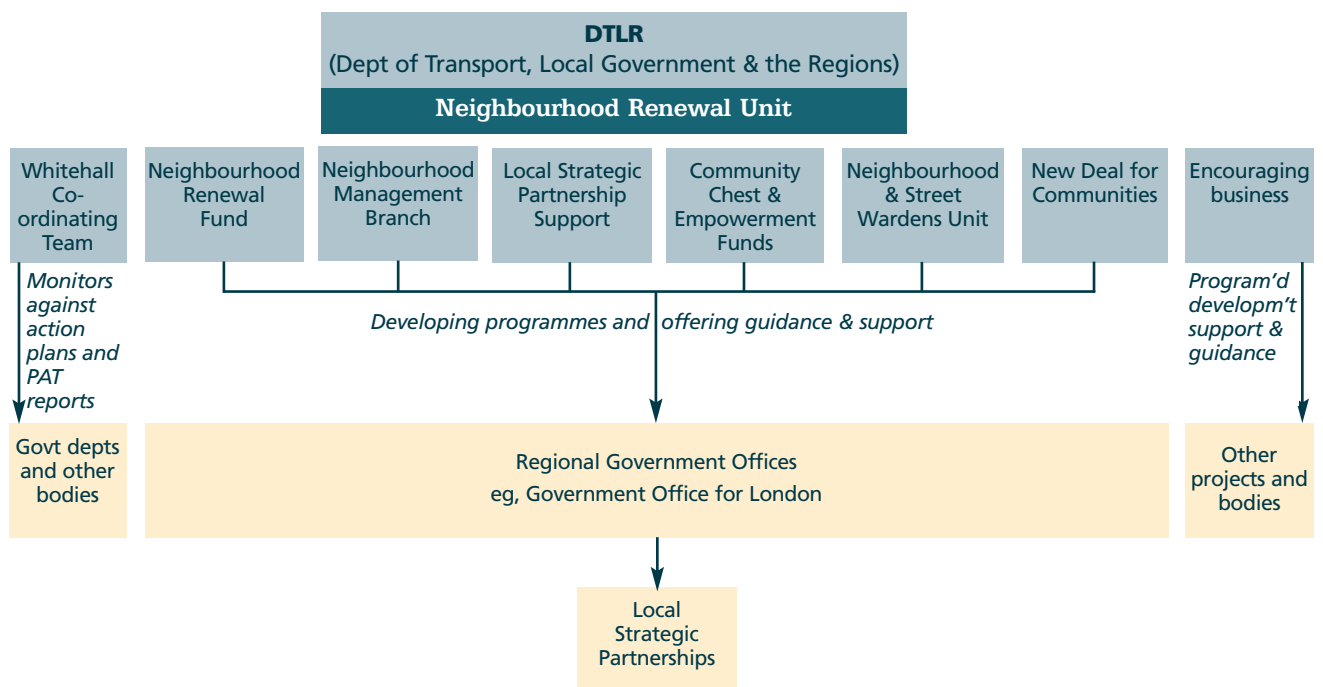 DTLR
(Dept of Transport, Local Government & the Regions)
Neighbourhood Renewal Unit
Whitehall
Co-
ordinating
Team
Neighbourhood
Renewal
Fund
Neighbourhood
Management
Branch
Local Strategic
Partnership
Support
Community
Chest &
Empowerment
Funds
Neighbourhood
& Street
Wardens Unit
New Deal for
Communities
Encouraging
business
Monitors
against
action
plans and
PAT
reports
Developing programmes and offering guidance & support
Program’d
developm’t
support &
guidance
Govt depts
and other
bodies
Regional Government Offices
eg, Government Office for London
Other
projects and
bodies
Local
Strategic
Partnerships